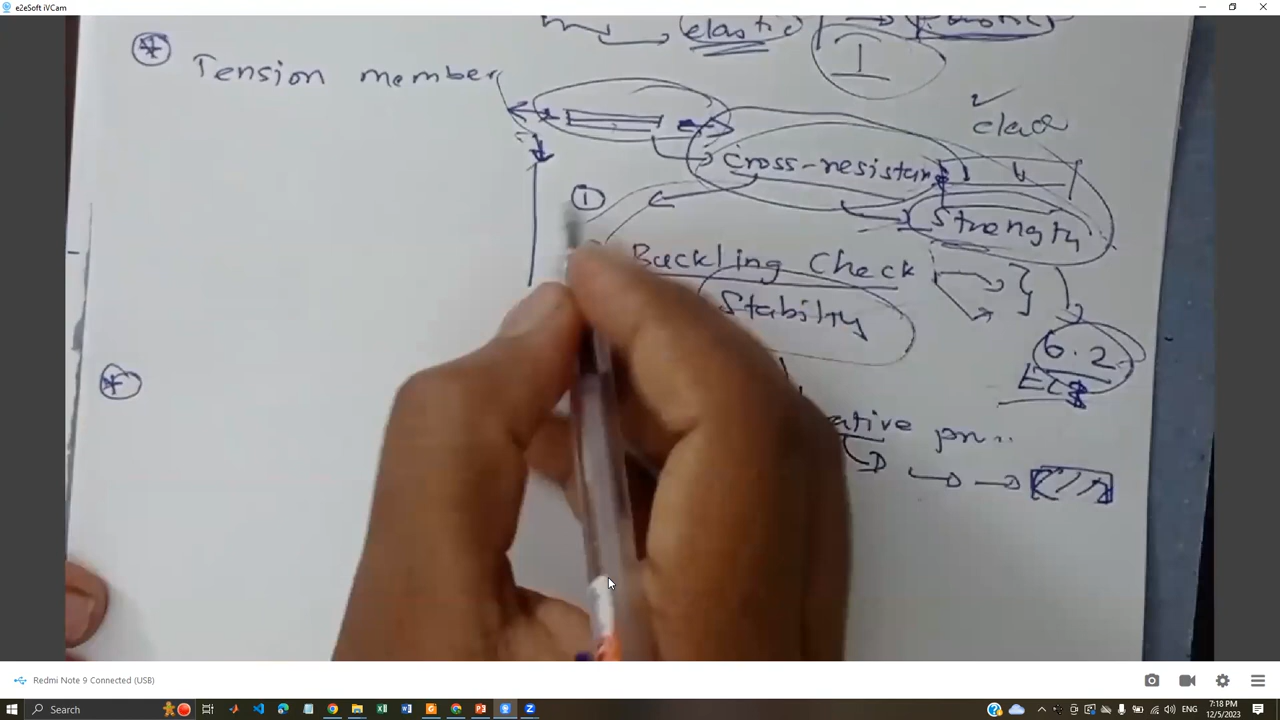 e2eSoft iVCam
elastic
I
* Tension member
class
Cross-resistan
① 
Strength
Buckling Check
Stability
6.2
EC3
ative pn...
*
Redmi Note 9 Connected (USB)
Search
ENG
7:18 PM
12/5/2023